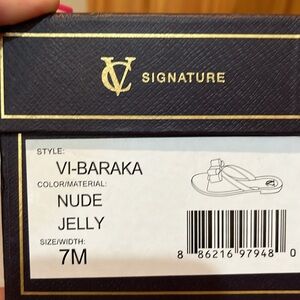 VC SIGNATURE
STYLE:
VI-BARAKA
COLOR/MATERIAL:
NUDE
JELLY
SIZE/WIDTH:
7M
8 86216 97948 0